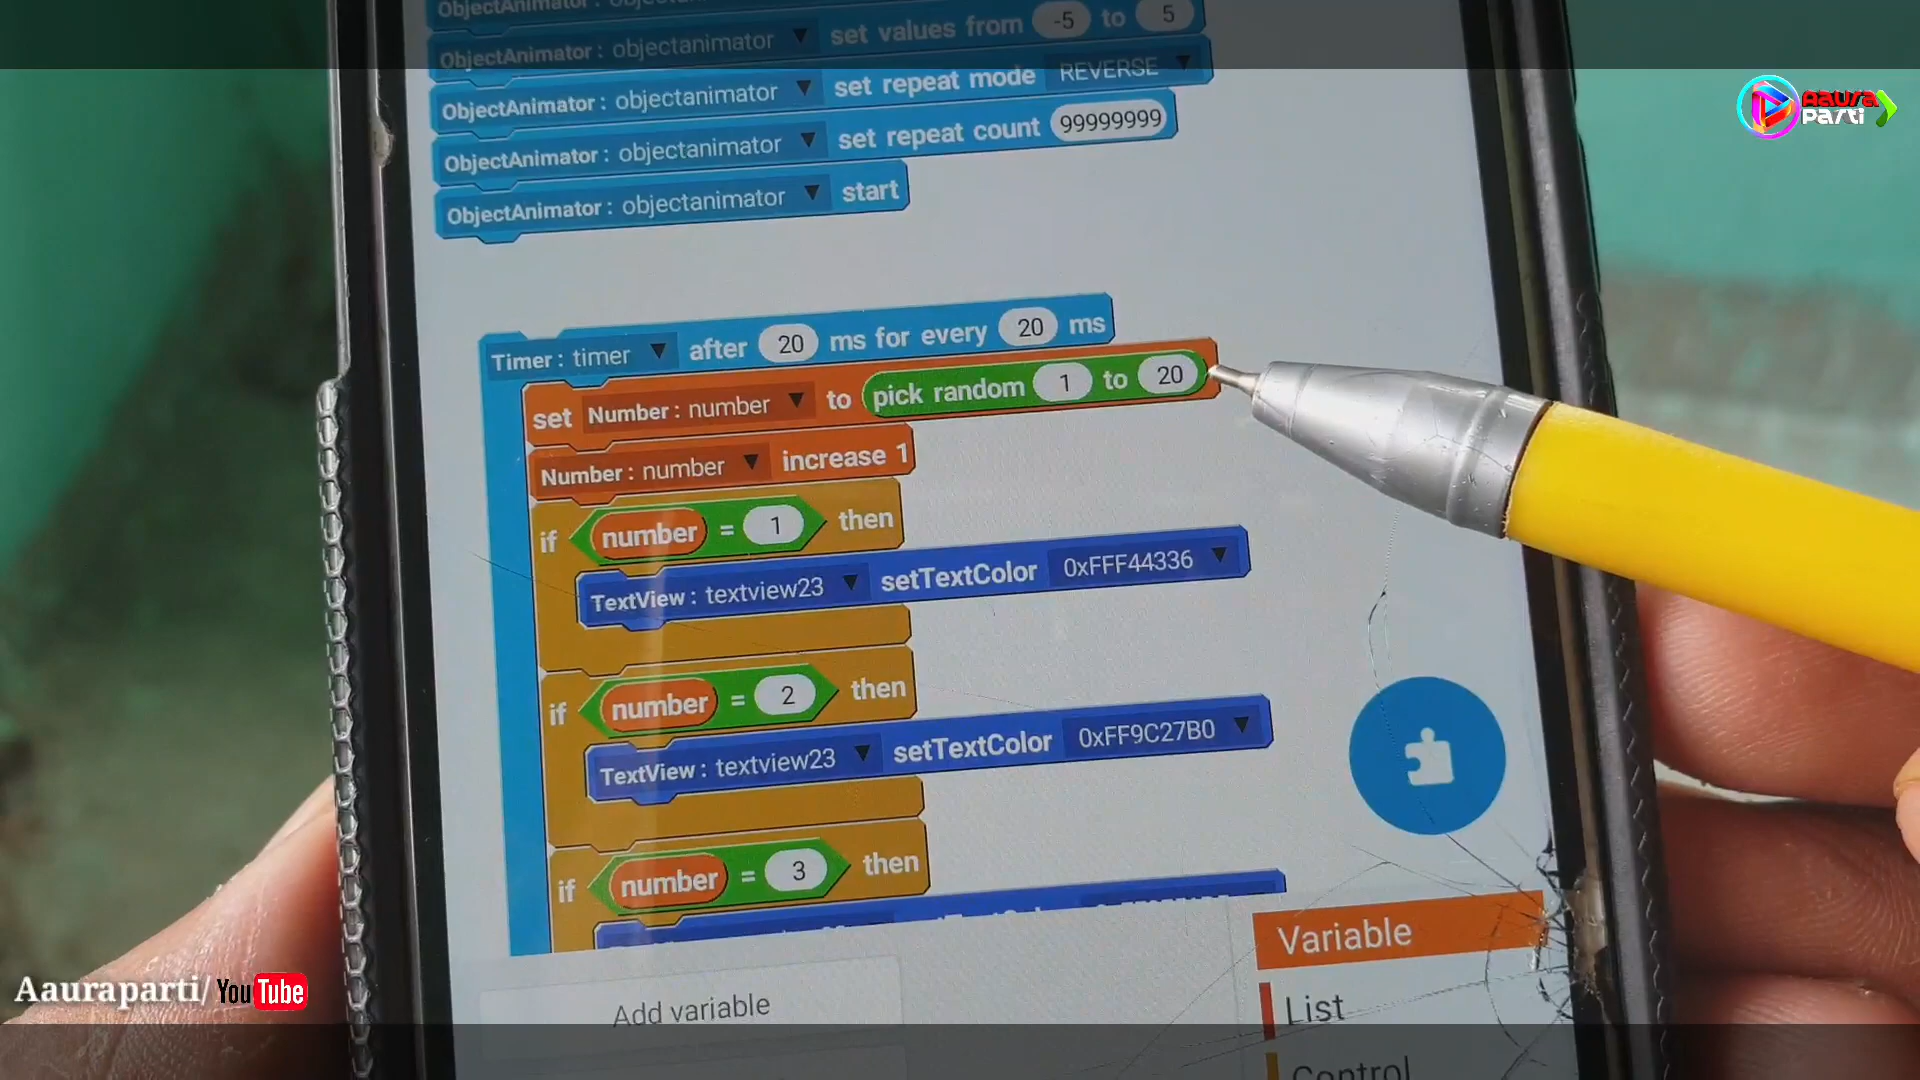 ObjectAnimator :
ObjectAnimator : objectanimator set values from -5 to 5
ObjectAnimator : objectanimator set repeat mode REVERSE
ObjectAnimator : objectanimator set repeat count 99999999
ObjectAnimator : objectanimator start
Aaura
Parti
Timer : timer after 20 ms for every 20 ms
set Number : number to pick random 1 to 20
Number : number increase 1
if number = 1 then
TextView : textview23 setTextColor 0xFFF44336
if number = 2 then
TextView : textview23 setTextColor 0xFF9C27B0
if number = 3 then
Variable
List
Control
Add variable
Aauraparti/ YouTube